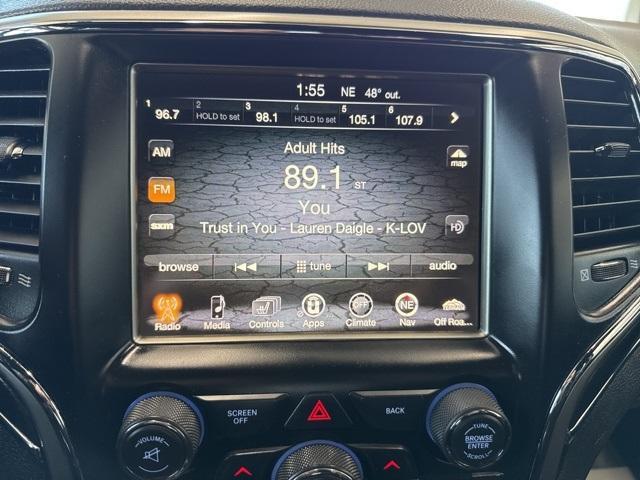 1:55 NE 48° out.
1 96.7 2 HOLD to set 3 98.1 4 HOLD to set 5 105.1 6 107.9
AM
Adult Hits
map
89.1 ST
FM
You
sxm
Trust in You - Lauren Daigle - K-LOV
HD
browse tune audio
Radio Media Controls Apps OFF Climate NE Nav Off Roa...
VOLUME
SCREEN OFF
BACK
TUNE
BROWSE
ENTER
SCROLL